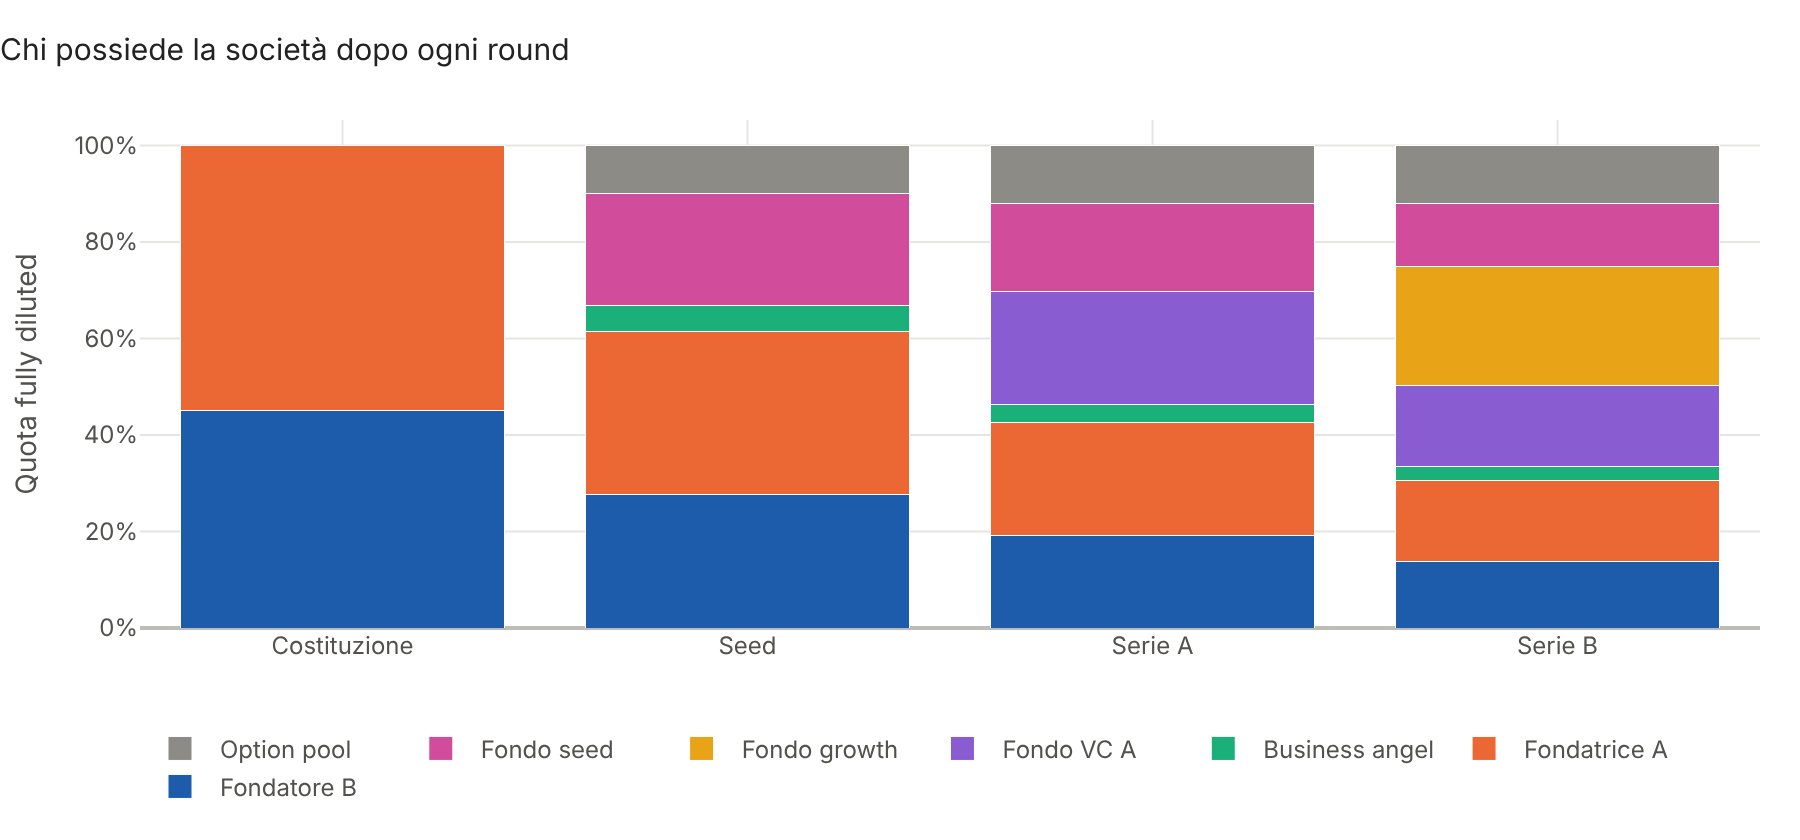 Chi possiede la società dopo ogni round
Quota fully diluted
100%
80%
60%
40%
20%
0%
Costituzione
Seed
Serie A
Serie B
Option pool
Fondo seed
Fondo growth
Fondo VC A
Business angel
Fondatrice A
Fondatore B